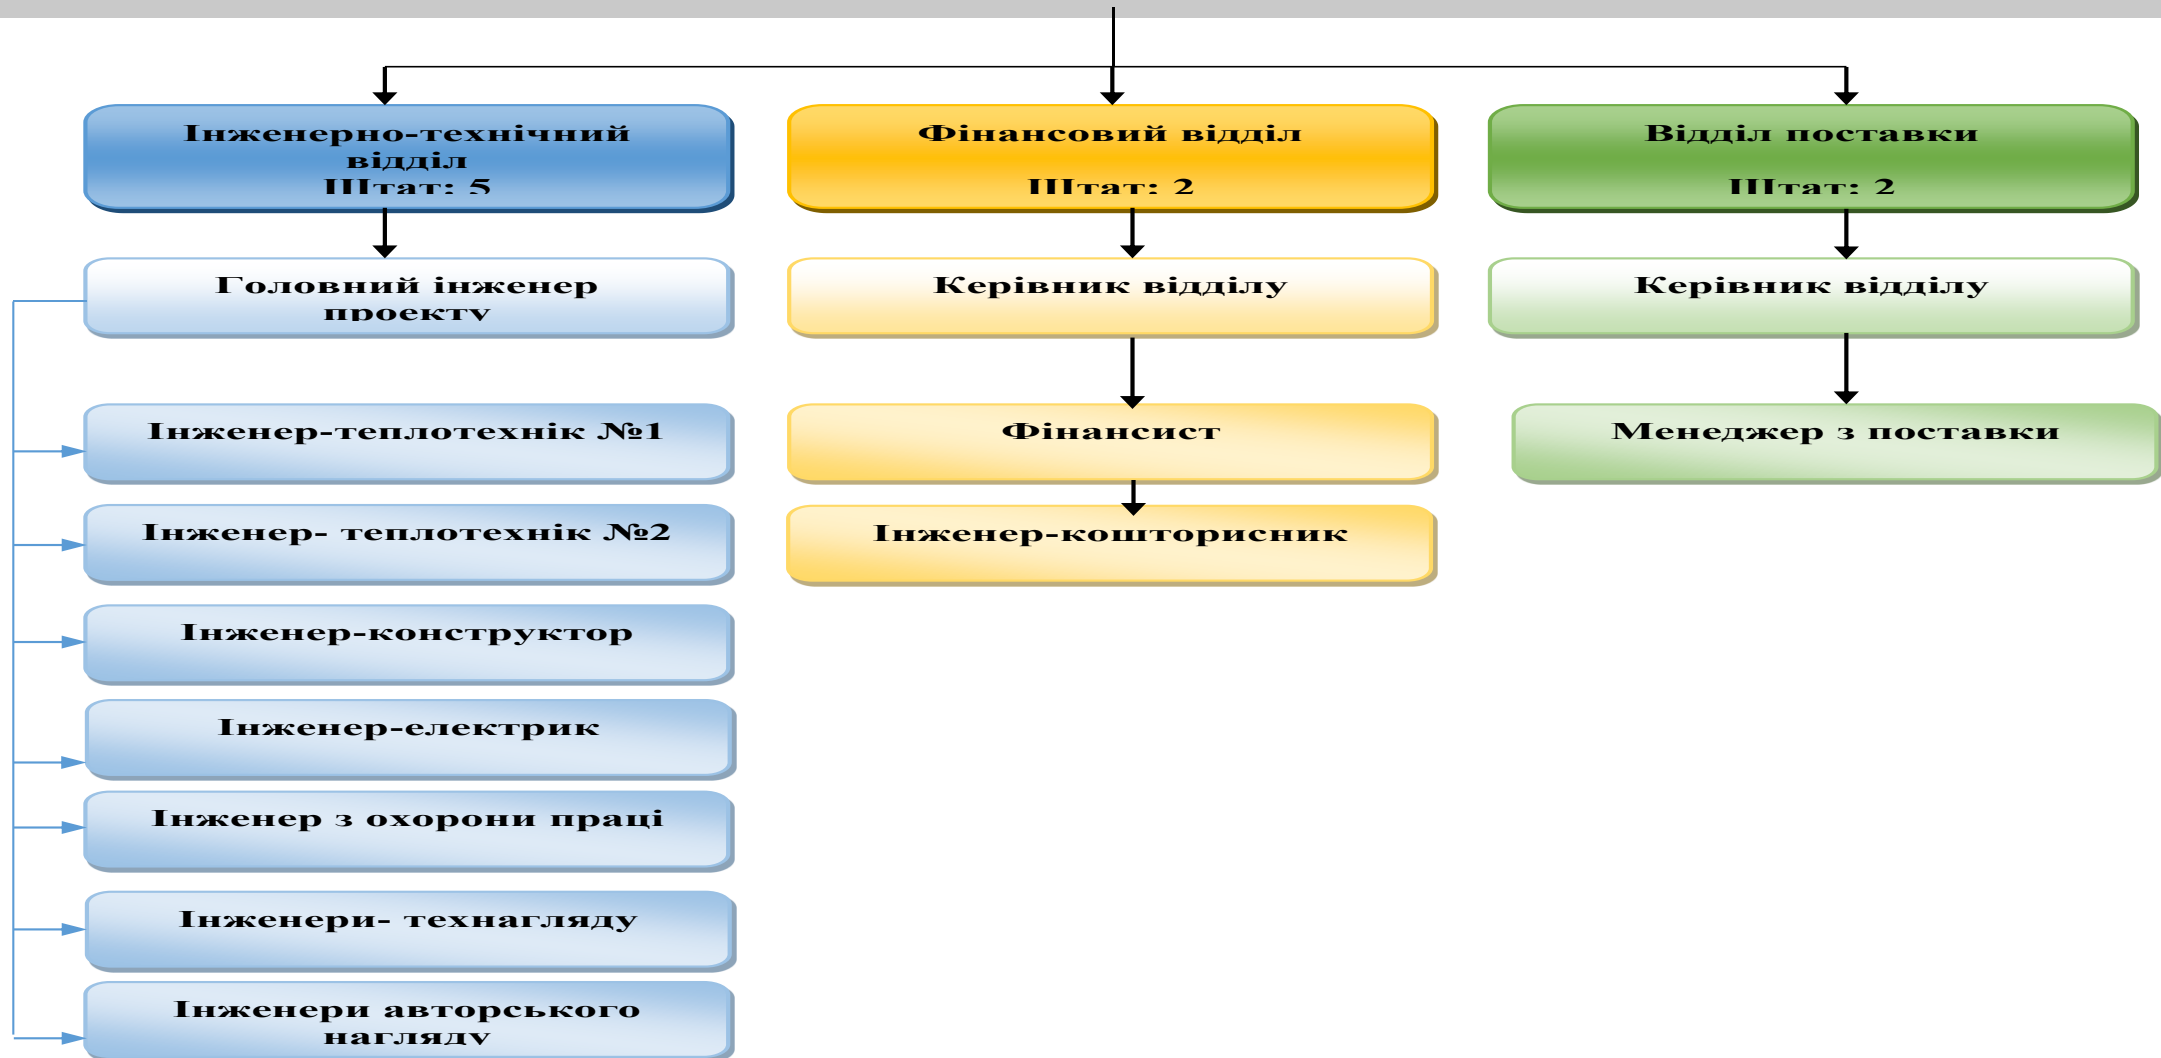 Інженерно-технічний
відділ
Штат: 5
Фінансовий відділ
Штат: 2
Відділ поставки
Штат: 2
Головний інженер
проекту
Керівник відділу
Керівник відділу
Інженер-теплотехнік №1
Фінансист
Менеджер з поставки
Інженер- теплотехнік №2
Інженер-кошторисник
Інженер-конструктор
Інженер-електрик
Інженер з охорони праці
Інженери- технагляду
Інженери авторського
нагляду